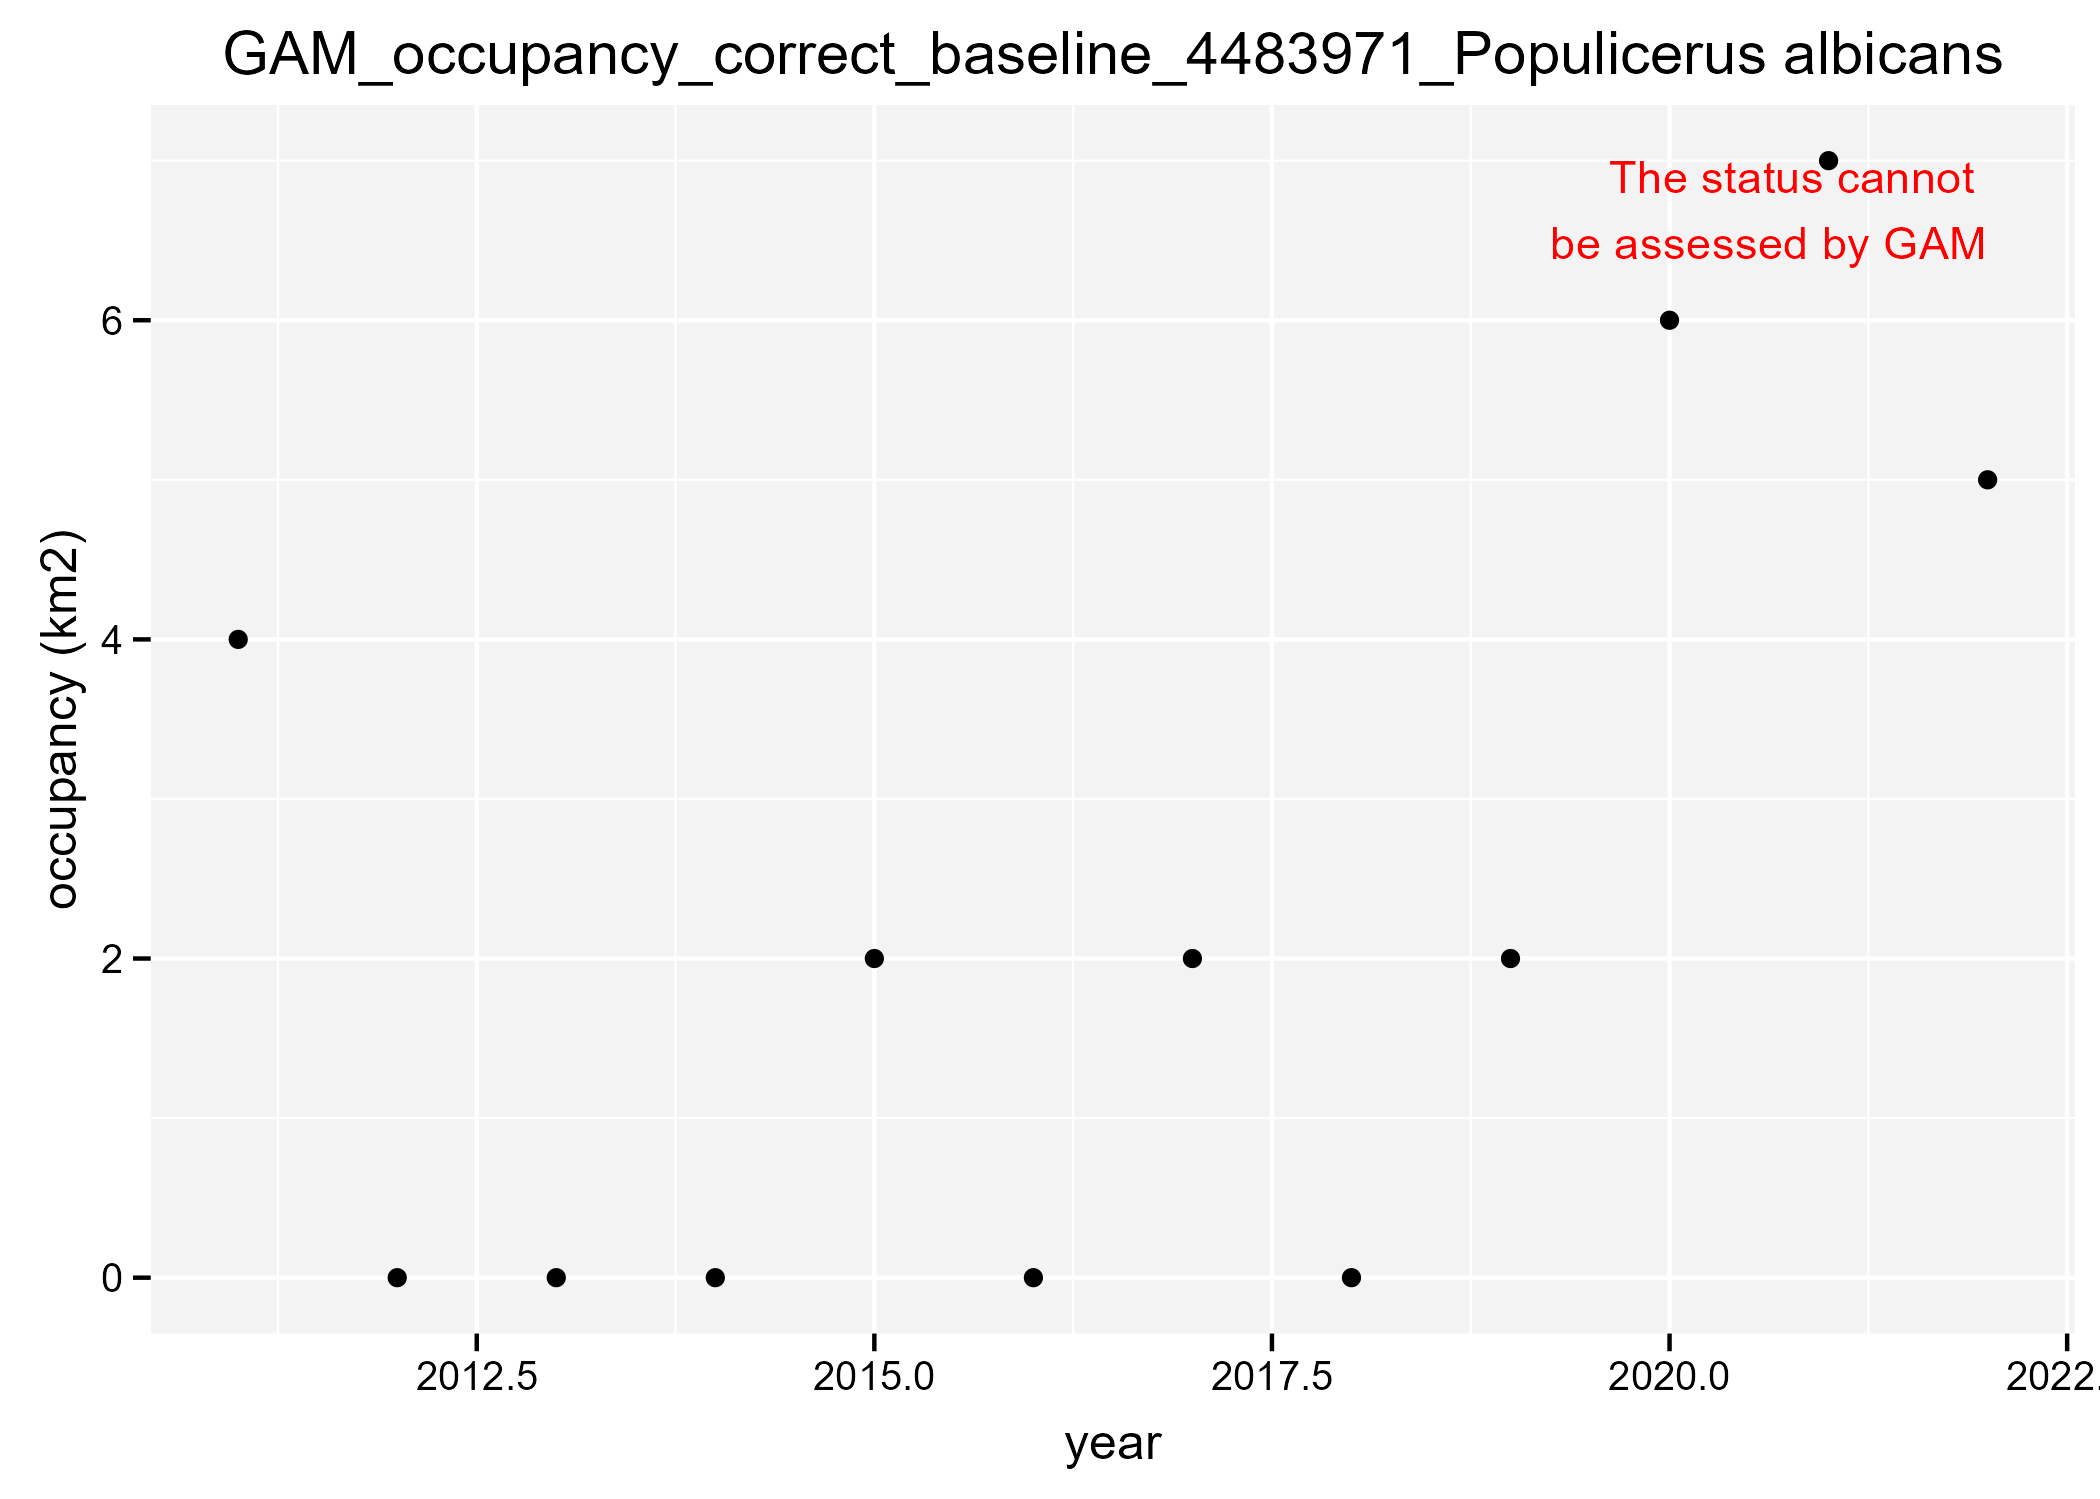 GAM_occupancy_correct_baseline_4483971_Populicerus albicans
The status cannot
be assessed by GAM
6
4
2
0
occupancy (km2)
2012.5
2015.0
2017.5
2020.0
2022.
year